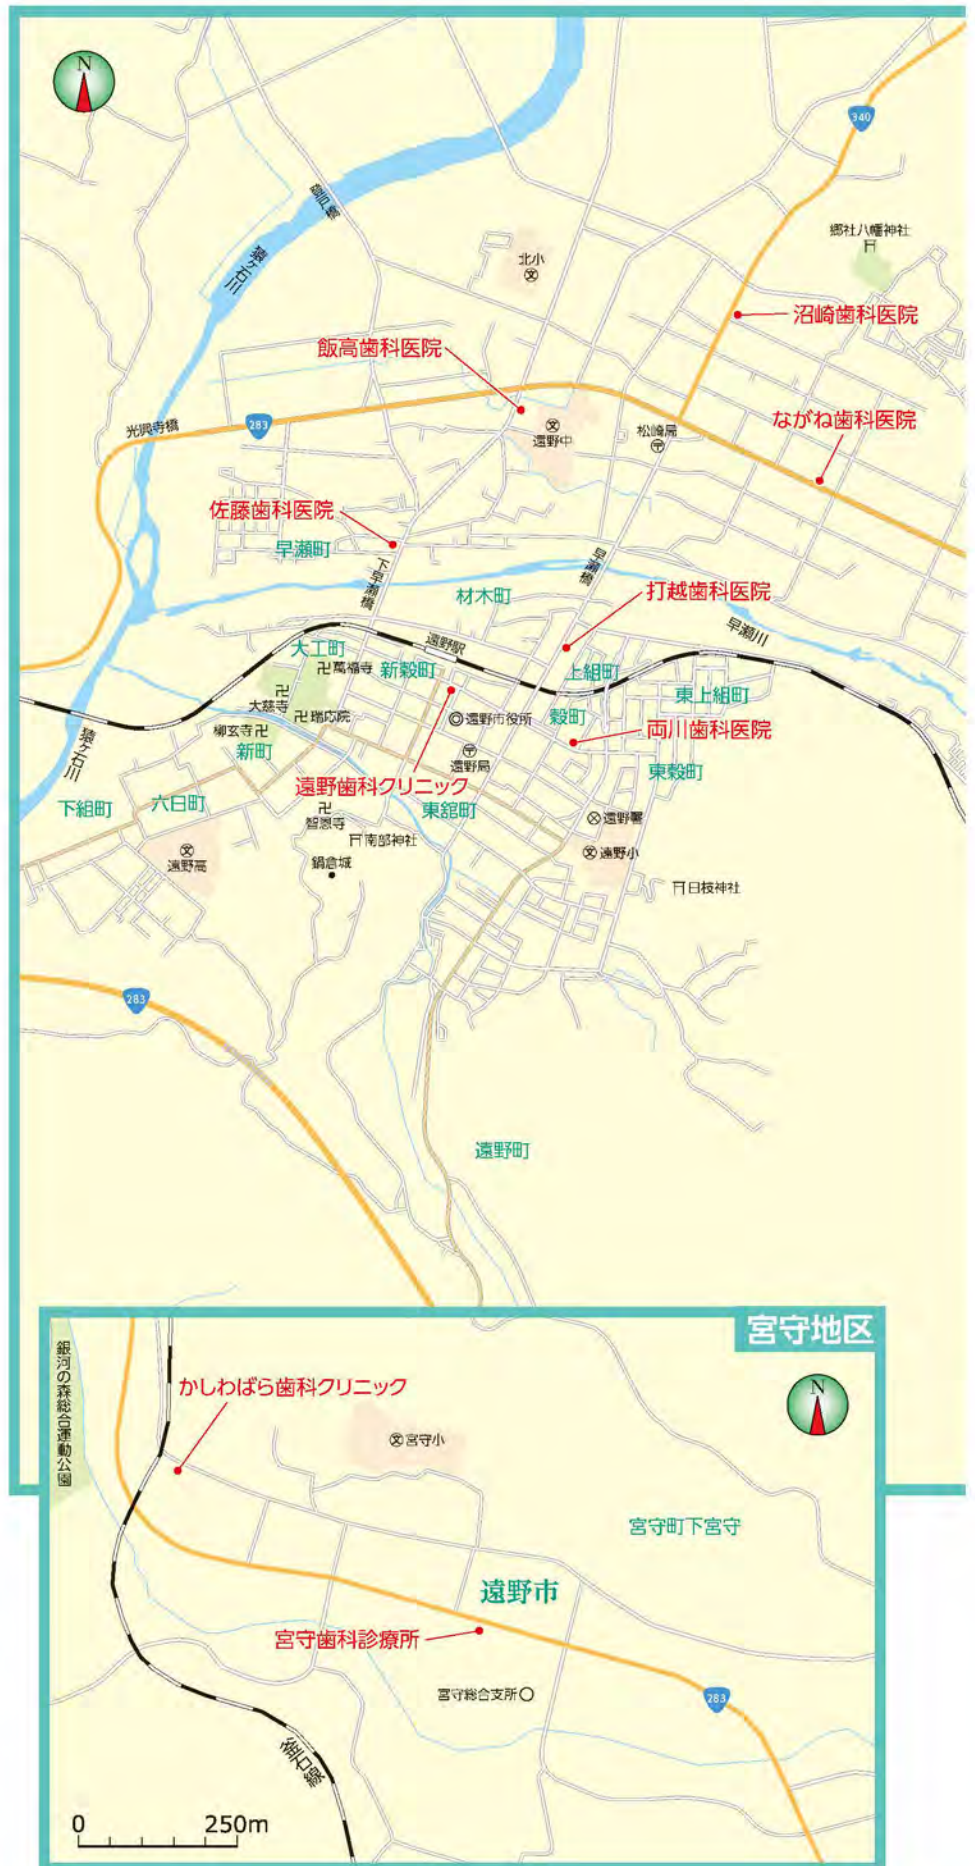 N
340
郷社八幡神社
猿ヶ石川
北小
沼崎歯科医院
飯高歯科医院
ながね歯科医院
光興寺橋
283
遠野中
松崎局
佐藤歯科医院
早瀬町
下早瀬橋
早瀬橋
材木町
打越歯科医院
早瀬川
大工町
遠野駅
萬福寺
新穀町
上組町
東上組町
大慈寺
瑞応院
遠野市役所
穀町
柳玄寺
両川歯科医院
新町
遠野局
猿ヶ石川
遠野歯科クリニック
東穀町
下組町
六日町
東舘町
智恩寺
遠野署
南部神社
遠野高
鍋倉城
遠野小
日枝神社
283
遠野町
宮守地区
銀河の森総合運動公園
かしわばら歯科クリニック
N
宮守小
宮守町下宮守
遠野市
宮守歯科診療所
宮守総合支所
283
釜石線
0 250m